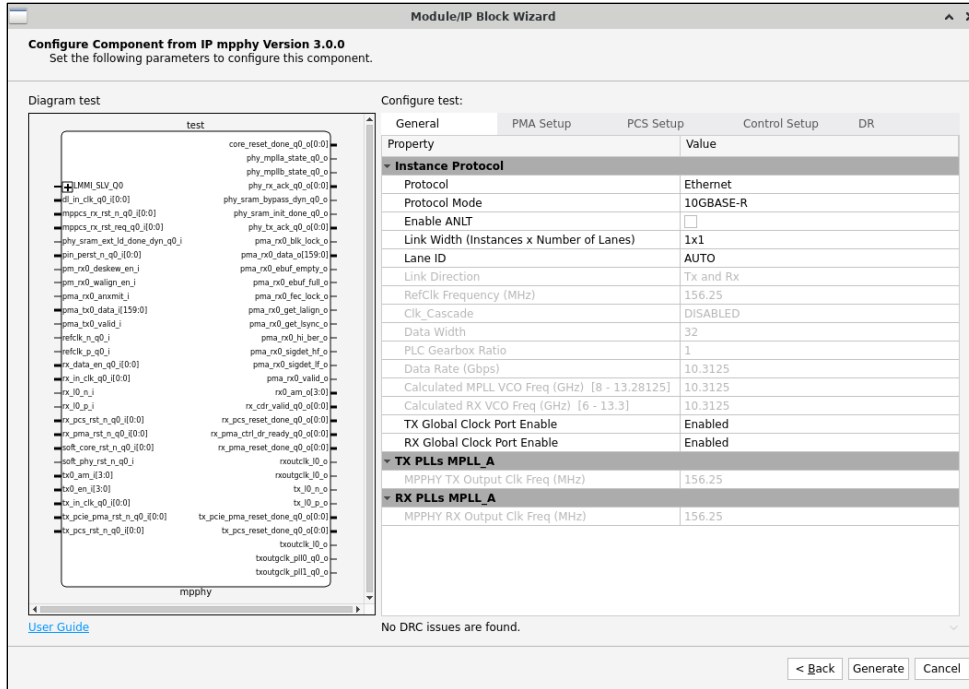 Module/IP Block Wizard
Configure Component from IP mpphy Version 3.0.0
Set the following parameters to configure this component.
Diagram test
test
core_reset_done_q0_o[0:0]
phy_mplla_state_q0_o
phy_mpllb_state_q0_o
LMMI_SLV_Q0 phy_rx_ack_q0_o[0:0]
dl_in_clk_q0_i[0:0] phy_sram_bypass_dyn_q0_o
mppcs_rx_rst_n_q0_i[0:0] phy_sram_init_done_q0_o
mppcs_rx_rst_req_q0_i[0:0] phy_tx_ack_q0_o[0:0]
phy_sram_ext_ld_done_dyn_q0_i pma_rx0_blk_lock_o
pin_perst_n_q0_i[0:0] pma_rx0_data_o[159:0]
pm_rx0_deskew_en_i pma_rx0_ebuf_empty_o
pm_rx0_walign_en_i pma_rx0_ebuf_full_o
pma_rx0_anxmit_i pma_rx0_fec_lock_o
pma_tx0_data_i[159:0] pma_rx0_get_lalign_o
pma_tx0_valid_i pma_rx0_get_lsync_o
refclk_n_q0_i pma_rx0_hi_ber_o
refclk_p_q0_i pma_rx0_sigdet_hf_o
rx_data_en_q0_i[0:0] pma_rx0_sigdet_lf_o
rx_in_clk_q0_i[0:0] pma_rx0_valid_o
rx_l0_n_i rx0_am_o[3:0]
rx_l0_p_i rx_cdr_valid_q0_o[0:0]
rx_pcs_rst_n_q0_i[0:0] rx_pcs_reset_done_q0_o[0:0]
rx_pma_rst_n_q0_i[0:0] rx_pma_ctrl_dr_ready_q0_o[0:0]
soft_core_rst_n_q0_i[0:0] rx_pma_reset_done_q0_o[0:0]
soft_phy_rst_n_q0_i rxoutclk_l0_o
tx0_am_i[3:0] rxoutgclk_l0_o
tx0_en_i[3:0] tx_l0_n_o
tx_in_clk_q0_i[0:0] tx_l0_p_o
tx_pcie_pma_rst_n_q0_i[0:0] tx_pcie_pma_reset_done_q0_o[0:0]
tx_pcs_rst_n_q0_i[0:0] tx_pcs_reset_done_q0_o[0:0]
txoutclk_l0_o
txoutgclk_pll0_q0_o
txoutgclk_pll1_q0_o
mpphy
User Guide
Configure test:
General PMA Setup PCS Setup Control Setup DR
Property Value
Instance Protocol
Protocol Ethernet
Protocol Mode 10GBASE-R
Enable ANLT
Link Width (Instances x Number of Lanes) 1x1
Lane ID AUTO
Link Direction Tx and Rx
RefClk Frequency (MHz) 156.25
Clk_Cascade DISABLED
Data Width 32
PLC Gearbox Ratio 1
Data Rate (Gbps) 10.3125
Calculated MPLL VCO Freq (GHz) [8 - 13.28125] 10.3125
Calculated RX VCO Freq (GHz) [6 - 13.3] 10.3125
TX Global Clock Port Enable Enabled
RX Global Clock Port Enable Enabled
TX PLLs MPLL_A
MPPHY TX Output Clk Freq (MHz) 156.25
RX PLLs MPLL_A
MPPHY RX Output Clk Freq (MHz) 156.25
No DRC issues are found.
< Back Generate Cancel